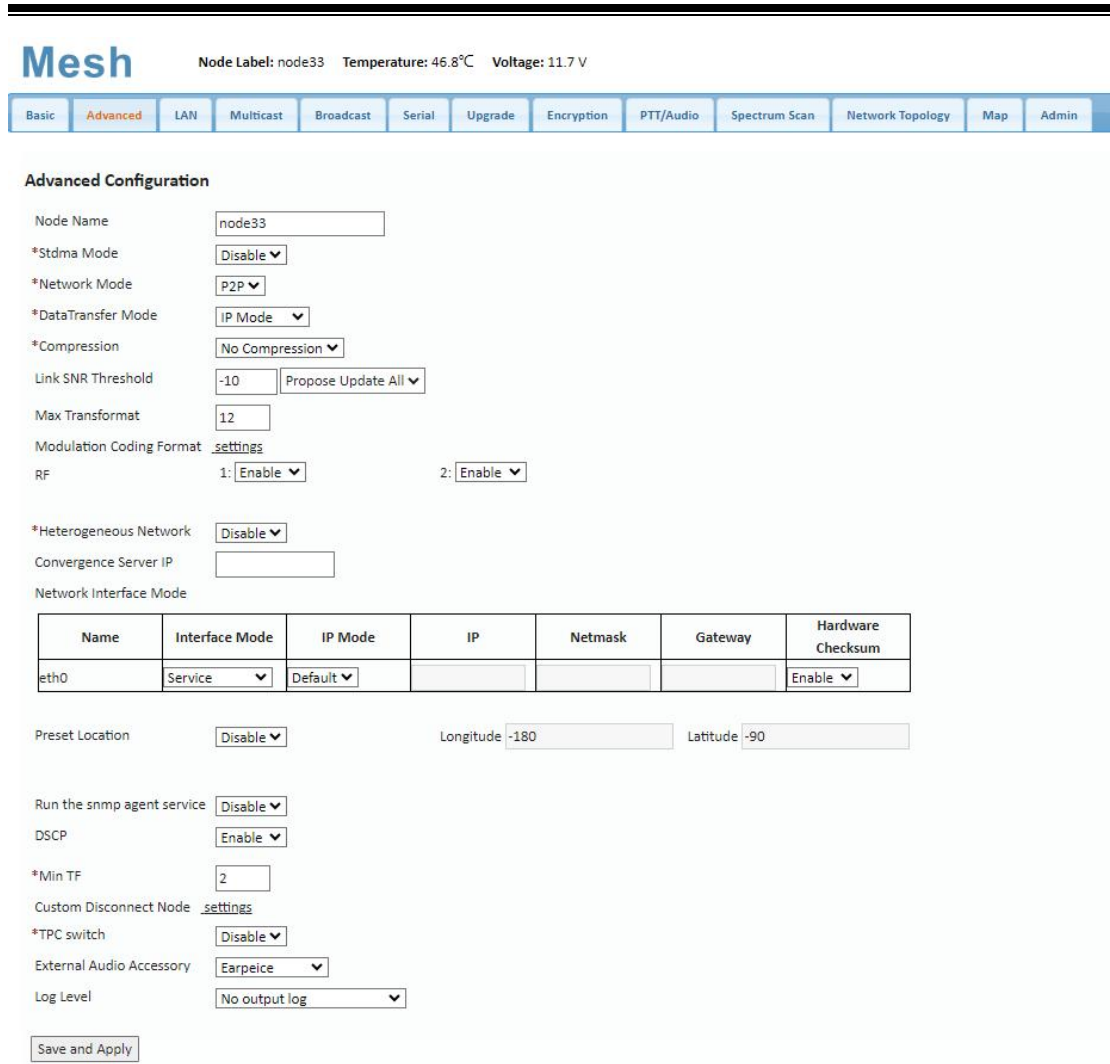 Mesh Node Label: node33 Temperature: 46.8℃ Voltage: 11.7 V
Basic Advanced LAN Multicast Broadcast Serial Upgrade Encryption PTT/Audio Spectrum Scan Network Topology Map Admin
Advanced Configuration
Node Name node33
*Stdma Mode Disable
*Network Mode P2P
*DataTransfer Mode IP Mode
*Compression No Compression
Link SNR Threshold -10 Propose Update All
Max Transformat 12
Modulation Coding Format settings
RF 1: Enable 2: Enable
*Heterogeneous Network Disable
Convergence Server IP
Network Interface Mode
Name Interface Mode IP Mode IP Netmask Gateway Hardware Checksum
eth0 Service Default Enable
Preset Location Disable Longitude -180 Latitude -90
Run the snmp agent service Disable
DSCP Enable
*Min TF 2
Custom Disconnect Node settings
*TPC switch Disable
External Audio Accessory Earpeice
Log Level No output log
Save and Apply